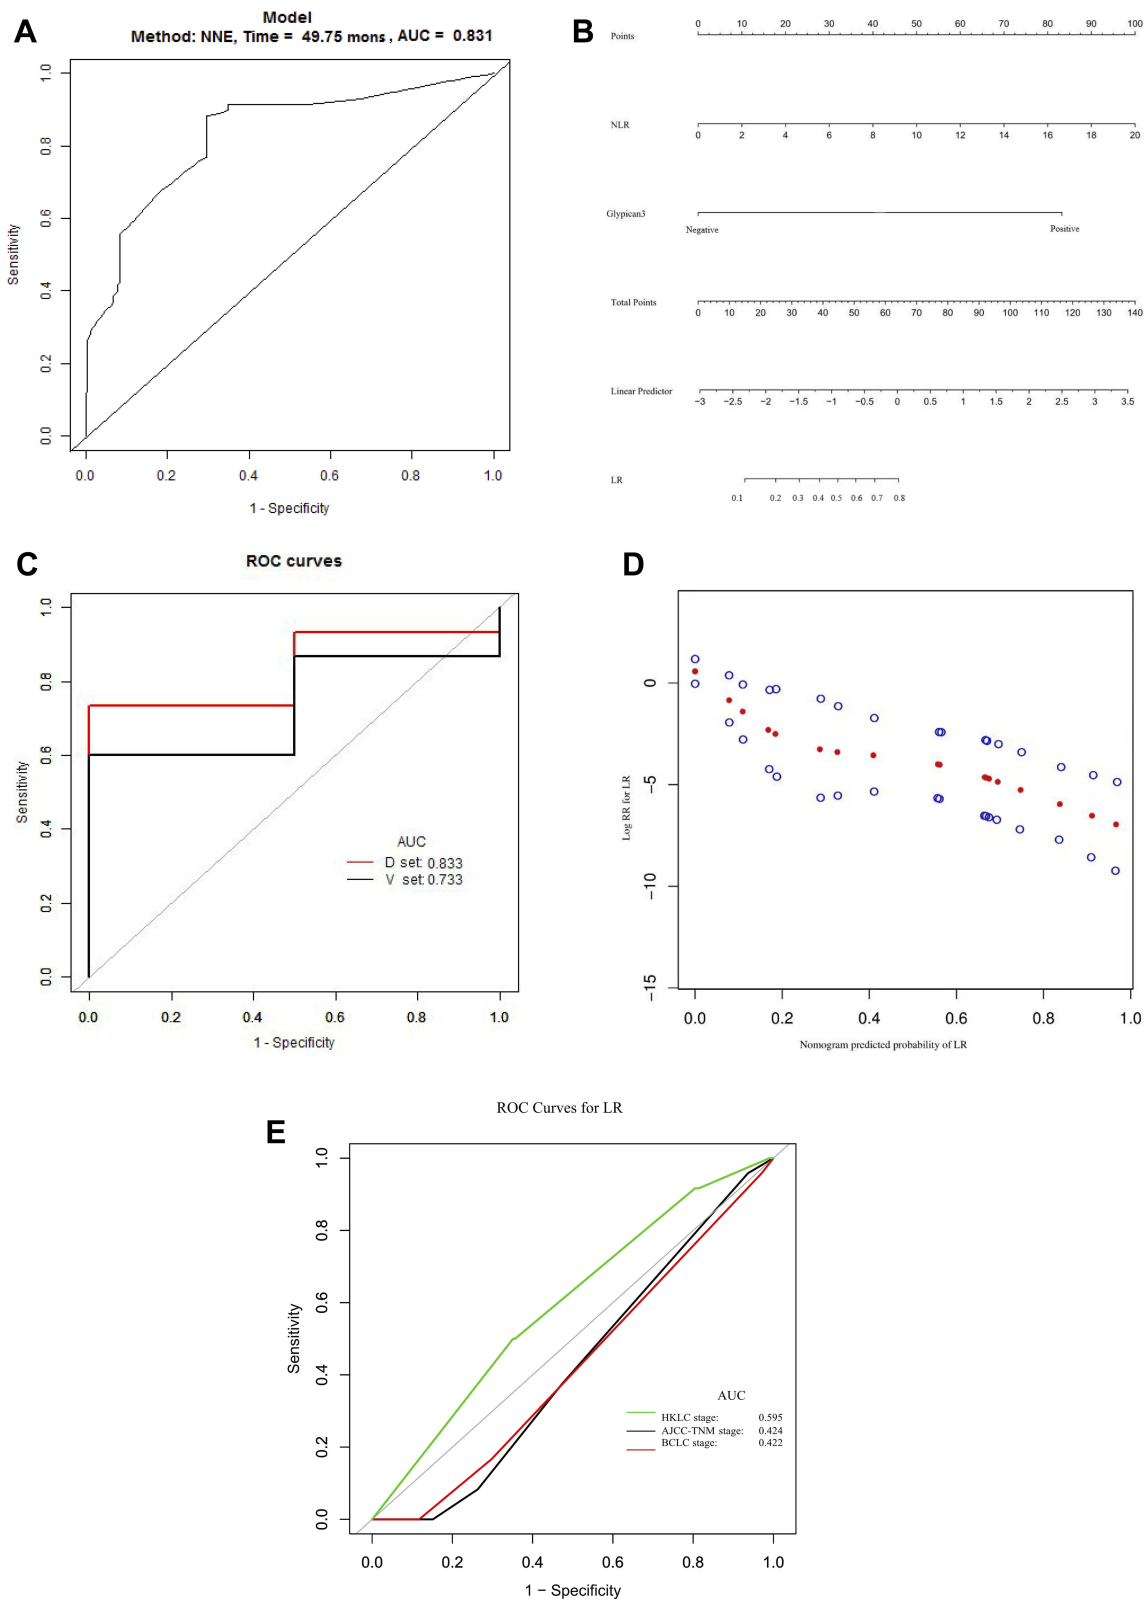 A
Model
Method: NNE, Time = 49.75 mons , AUC = 0.831
1.0
0.8
0.6
0.4
0.2
0.0
Sensitivity
0.0 0.2 0.4 0.6 0.8 1.0
1 - Specificity
B
Points
0 10 20 30 40 50 60 70 80 90 100
NLR
0 2 4 6 8 10 12 14 16 18 20
Glypican3
Negative Positive
Total Points
0 10 20 30 40 50 60 70 80 90 100 110 120 130 140
Linear Predictor
−3 −2.5 −2 −1.5 −1 −0.5 0 0.5 1 1.5 2 2.5 3 3.5
LR
0.1 0.2 0.3 0.4 0.5 0.6 0.7 0.8
C
ROC curves
1.0
0.8
0.6
0.4
0.2
0.0
Sensitivity
AUC
D set: 0.833
V set: 0.733
0.0 0.2 0.4 0.6 0.8 1.0
1 - Specificity
D
0
−5
−10
−15
Log RR for LR
0.0 0.2 0.4 0.6 0.8 1.0
Nomogram predicted probability of LR
E
ROC Curves for LR
1.0
0.8
0.6
0.4
0.2
0.0
Sensitivity
AUC
HKLC stage: 0.595
AJCC-TNM stage: 0.424
BCLC stage: 0.422
0.0 0.2 0.4 0.6 0.8 1.0
1 − Specificity